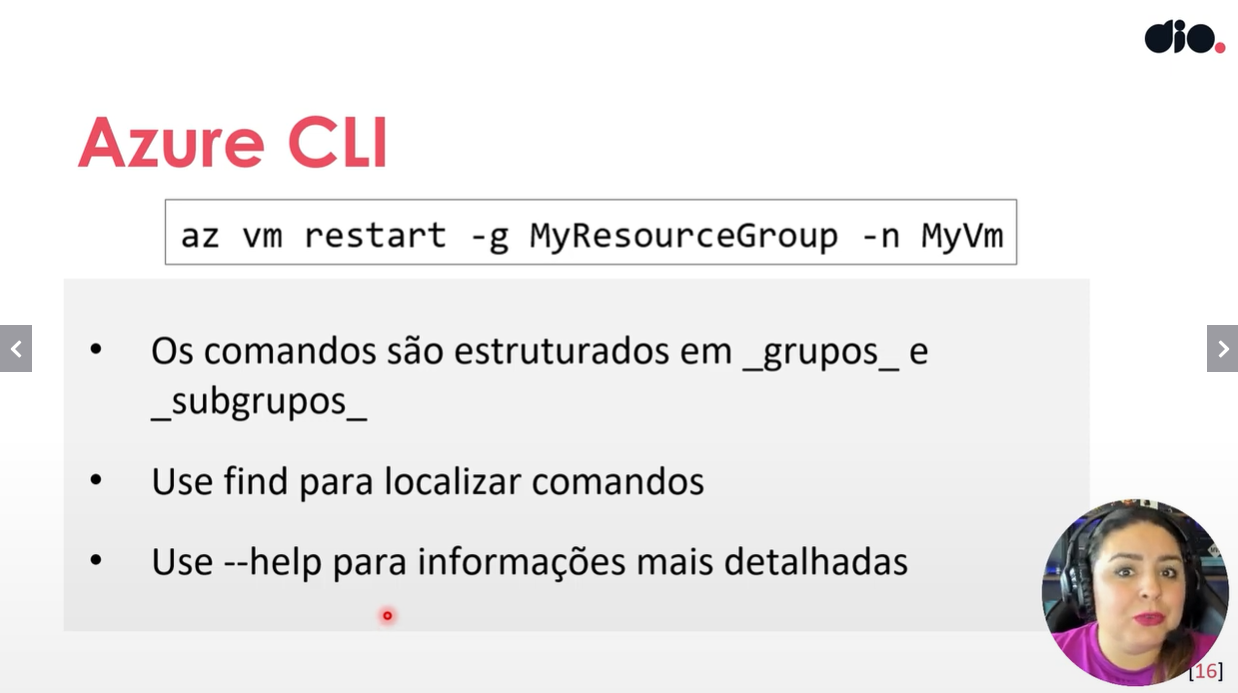 dio.
Azure CLI
az vm restart -g MyResourceGroup -n MyVm
• Os comandos são estruturados em _grupos_ e
_subgrupos_
• Use find para localizar comandos
• Use --help para informações mais detalhadas
[16]